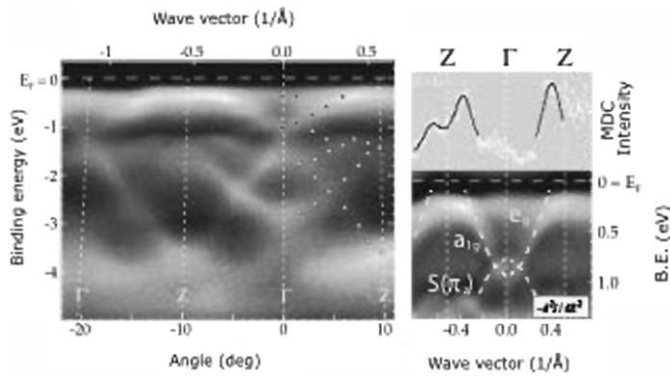 Wave vector (1/Å)
-1
-0.5
0.0
0.5
Binding energy (eV)
E_F = 0
-1
-2
-3
-4
Γ
Z
Γ
Z
-20
-10
0
10
Angle (deg)
Z
Γ
Z
MDC
Intensity
0 = E_F
0.5
1.0
B.E. (eV)
e_g
a_1g
-0.4
0.0
0.4
Wave vector (1/Å)